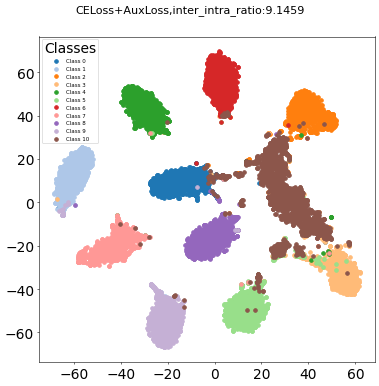 CELoss+AuxLoss,inter_intra_ratio:9.1459
Classes
Class 0
Class 1
Class 2
Class 3
Class 4
Class 5
Class 6
Class 7
Class 8
Class 9
Class 10
60
40
20
0
−20
−40
−60
−60 −40 −20 0 20 40 60